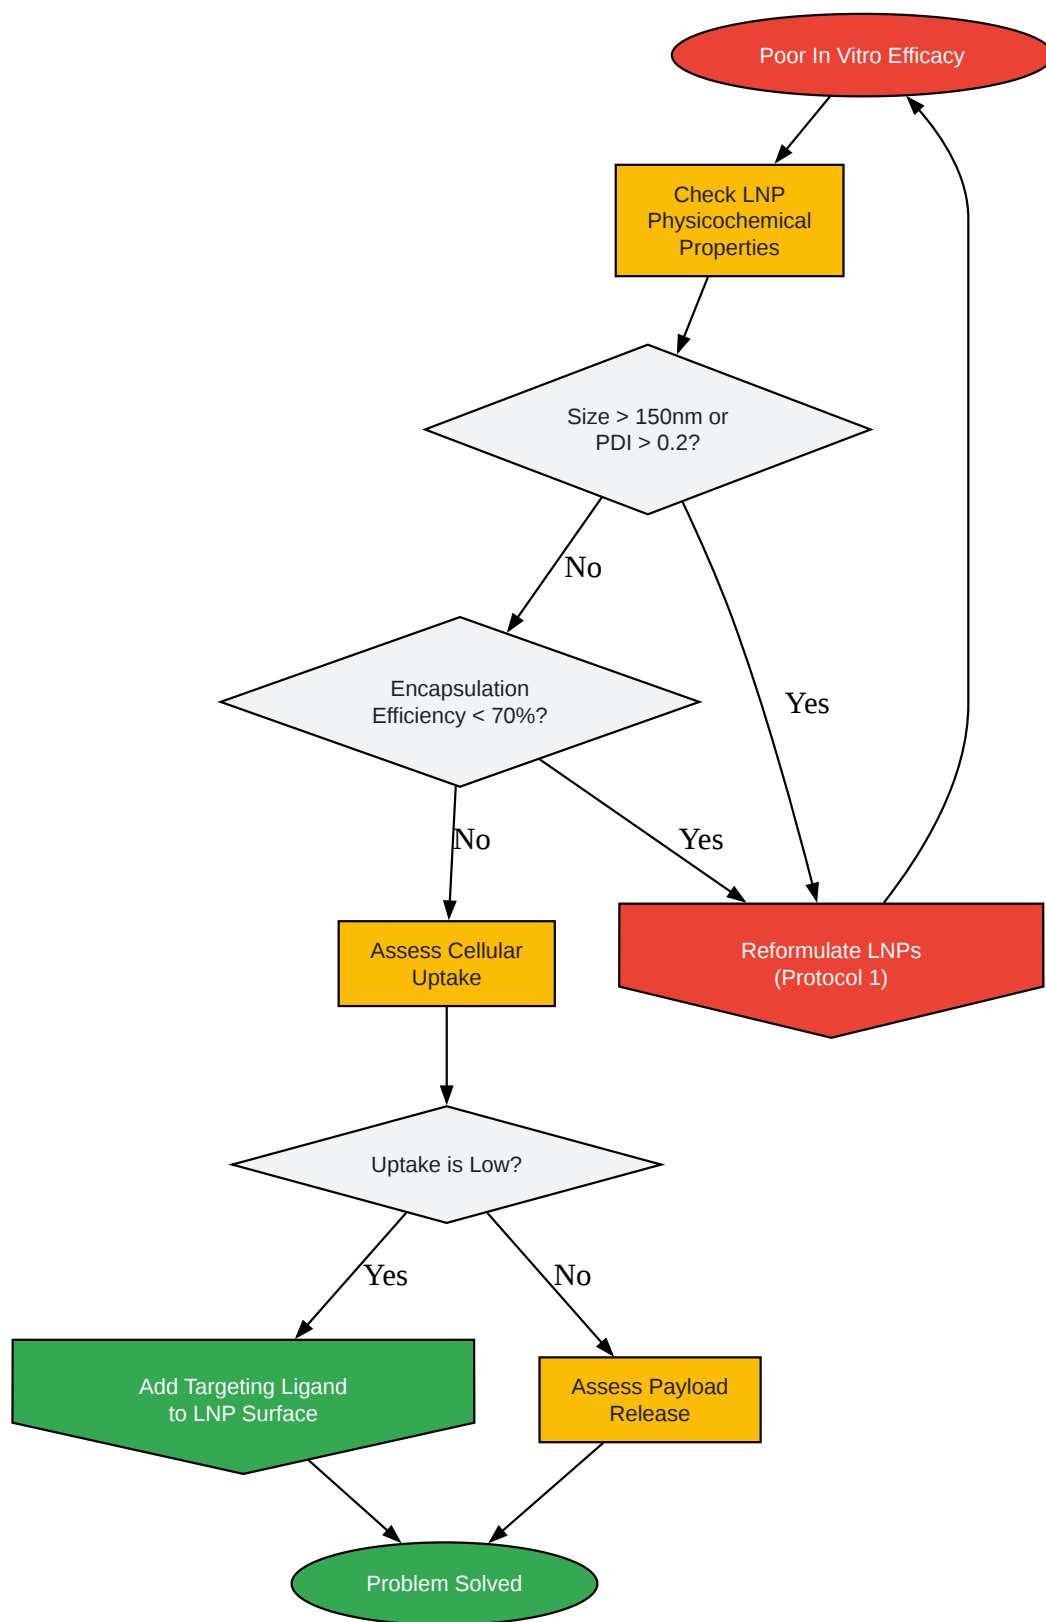 Poor In Vitro Efficacy
Check LNP
Physicochemical
Properties
Size > 150nm or
PDI > 0.2?
No
Yes
Encapsulation
Efficiency < 70%?
No
Yes
Assess Cellular
Uptake
Reformulate LNPs
(Protocol 1)
Uptake is Low?
Yes
No
Add Targeting Ligand
to LNP Surface
Assess Payload
Release
Problem Solved